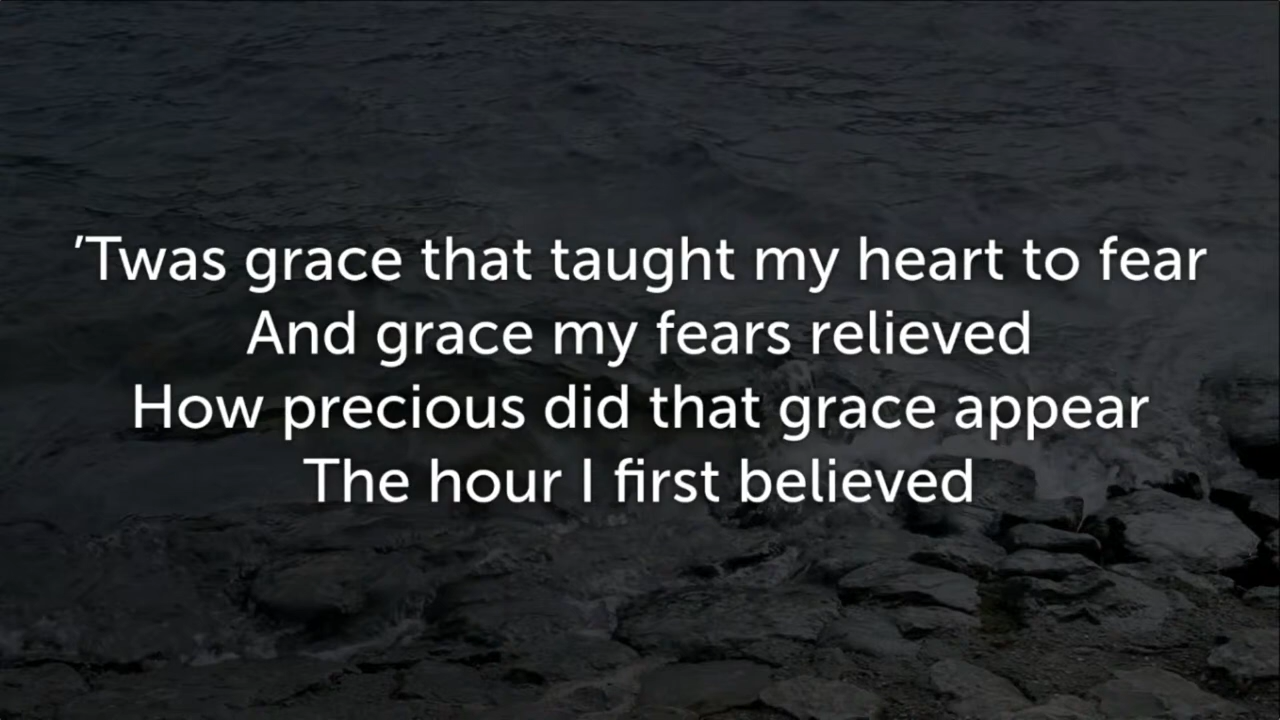 'Twas grace that taught my heart to fear
And grace my fears relieved
How precious did that grace appear
The hour I first believed